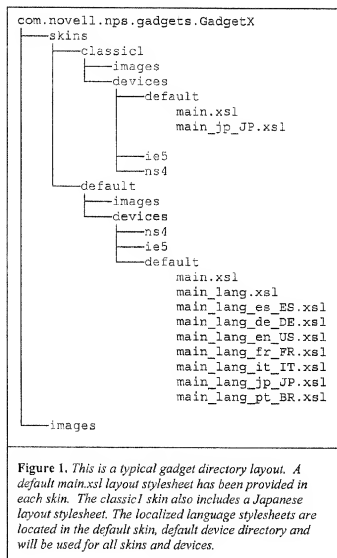 com.novell.nps.gadgets.GadgetX
skins
classic1
images
devices
default
main.xsl
main_jp_JP.xsl
ie5
ns4
default
images
devices
ns4
ie5
default
main.xsl
main_lang.xsl
main_lang_es_ES.xsl
main_lang_de_DE.xsl
main_lang_en_US.xsl
main_lang_fr_FR.xsl
main_lang_it_IT.xsl
main_lang_jp_JP.xsl
main_lang_pt_BR.xsl
images
Figure 1. This is a typical gadget directory layout. A
default main.xsl layout stylesheet has been provided in
each skin. The classic1 skin also includes a Japanese
layout stylesheet. The localized language stylesheets are
located in the default skin, default device directory and
will be used for all skins and devices.